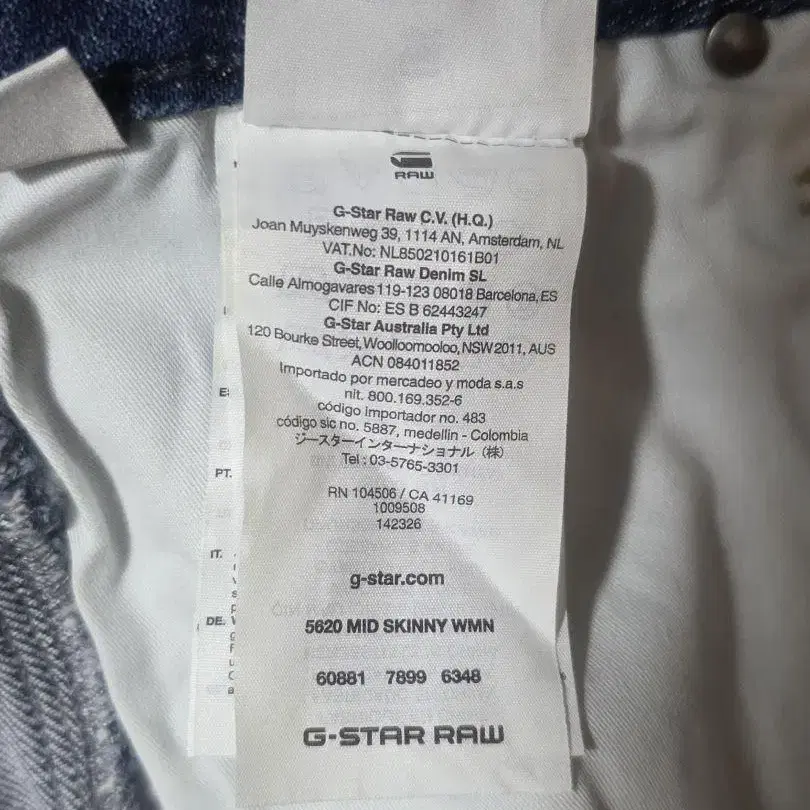 RAW
G-Star Raw C.V. (H.Q.)
Joan Muyskenweg 39, 1114 AN, Amsterdam, NL
VAT.No: NL850210161B01
G-Star Raw Denim SL
Calle Almogavares 119-123 08018 Barcelona, ES
CIF No: ES B 62443247
G-Star Australia Pty Ltd
120 Bourke Street, Woolloomooloo, NSW 2011, AUS
ACN 084011852
Importado por mercadeo y moda s.a.s
nit. 800.169.352-6
código importador no. 483
código sic no. 5887, medellin - Colombia
ジースターインターナショナル（株）
Tel : 03-5765-3301
RN 104506 / CA 41169
1009508
142326
g-star.com
5620 MID SKINNY WMN
60881 7899 6348
G-STAR RAW
PT.
IT.
DE.